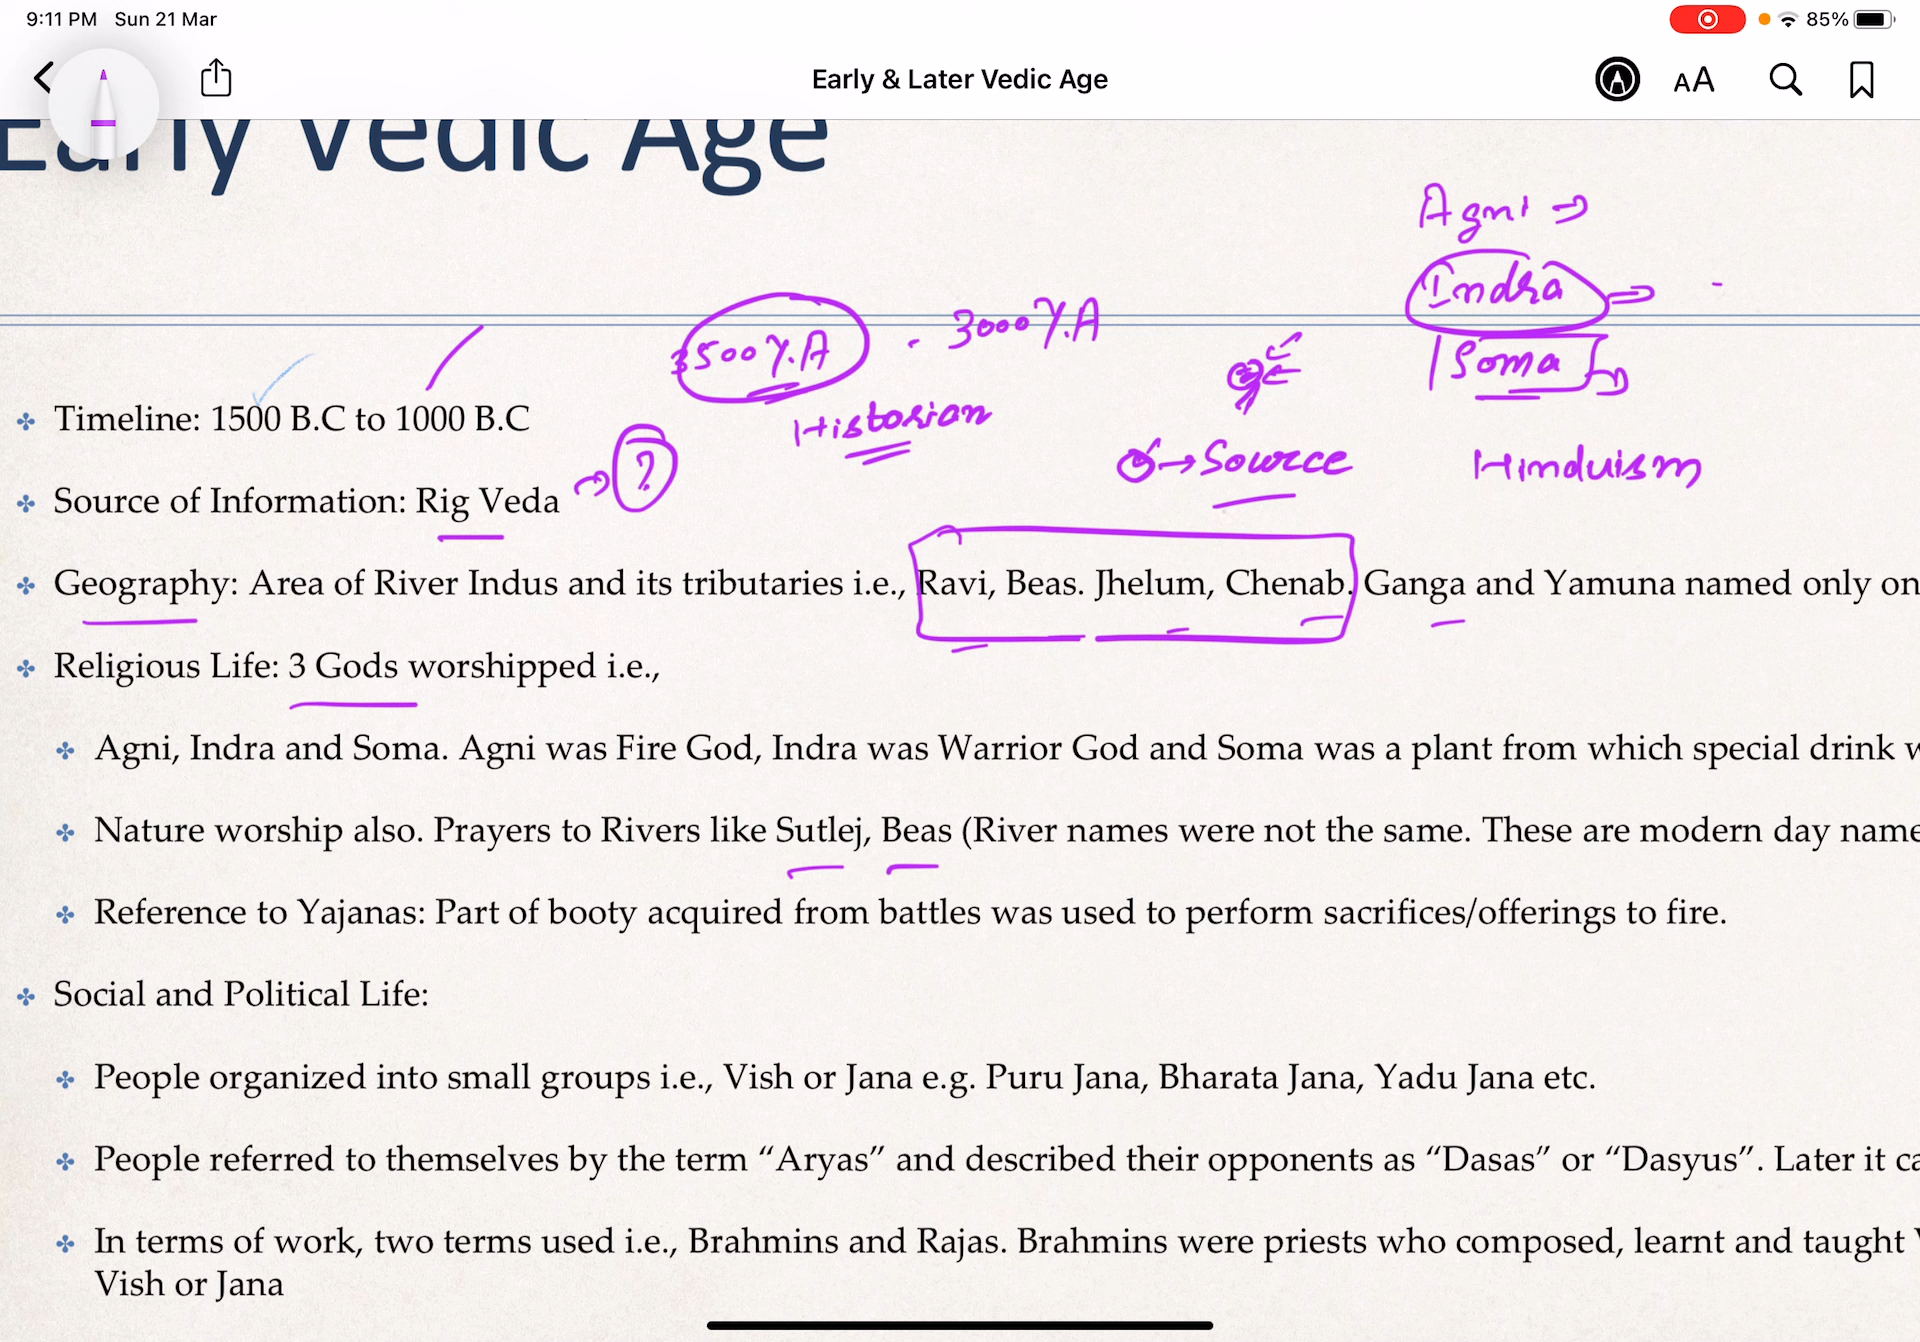 9:11 PM Sun 21 Mar 85%
Early & Later Vedic Age
AA
Early Vedic Age
Agni
Indra
3500 Y.A - 3000 Y.A
Soma
Historian
Timeline: 1500 B.C to 1000 B.C
?
Source
Hinduism
Source of Information: Rig Veda
Geography: Area of River Indus and its tributaries i.e., Ravi, Beas. Jhelum, Chenab. Ganga and Yamuna named only on
Religious Life: 3 Gods worshipped i.e.,
Agni, Indra and Soma. Agni was Fire God, Indra was Warrior God and Soma was a plant from which special drink w
Nature worship also. Prayers to Rivers like Sutlej, Beas (River names were not the same. These are modern day name
Reference to Yajanas: Part of booty acquired from battles was used to perform sacrifices/offerings to fire.
Social and Political Life:
People organized into small groups i.e., Vish or Jana e.g. Puru Jana, Bharata Jana, Yadu Jana etc.
People referred to themselves by the term “Aryas” and described their opponents as “Dasas” or “Dasyus”. Later it ca
In terms of work, two terms used i.e., Brahmins and Rajas. Brahmins were priests who composed, learnt and taught
Vish or Jana